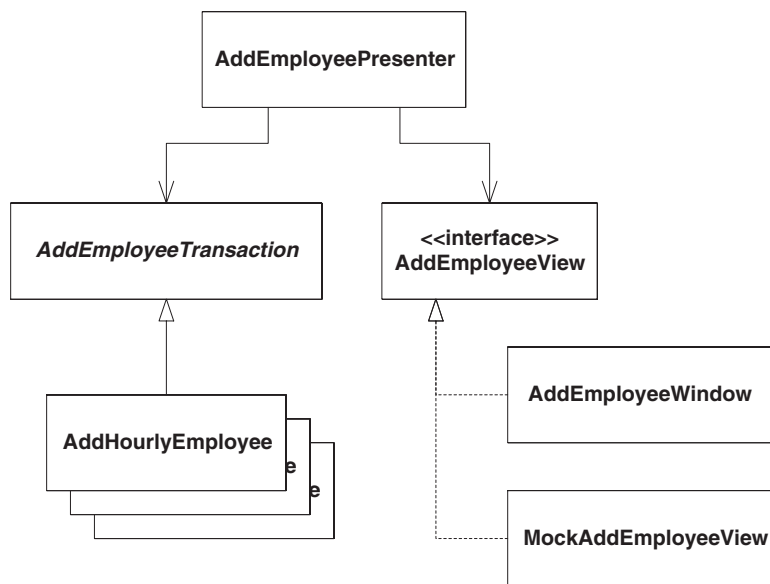 AddEmployeePresenter
AddEmployeeTransaction
<<interface>>
AddEmployeeView
AddEmployeeWindow
AddHourlyEmployee
e
e
MockAddEmployeeView